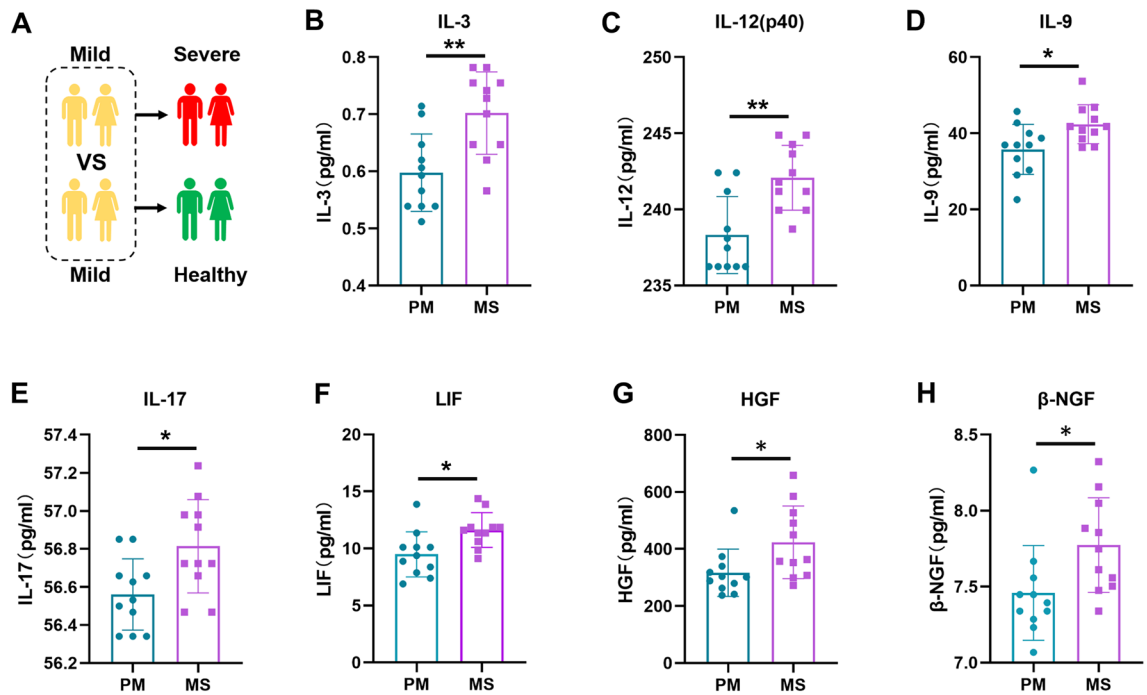 A
Mild
Severe
VS
Mild
Healthy
B
IL-3
**
IL-3 (pg/ml)
0.8
0.7
0.6
0.5
0.4
PM
MS
C
IL-12(p40)
**
IL-12 (pg/ml)
250
245
240
235
PM
MS
D
IL-9
*
IL-9 (pg/ml)
60
40
20
0
PM
MS
E
IL-17
*
IL-17 (pg/ml)
57.4
57.2
57.0
56.8
56.6
56.4
56.2
PM
MS
F
LIF
*
LIF (pg/ml)
20
15
10
5
0
PM
MS
G
HGF
*
HGF (pg/ml)
800
600
400
200
0
PM
MS
H
β-NGF
*
β-NGF (pg/ml)
8.5
8.0
7.5
7.0
PM
MS